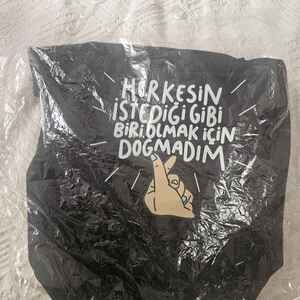 HERKESİN
İSTEDİĞİ GİBİ
BİRİ OLMAK İÇİN
DOĞMADIM